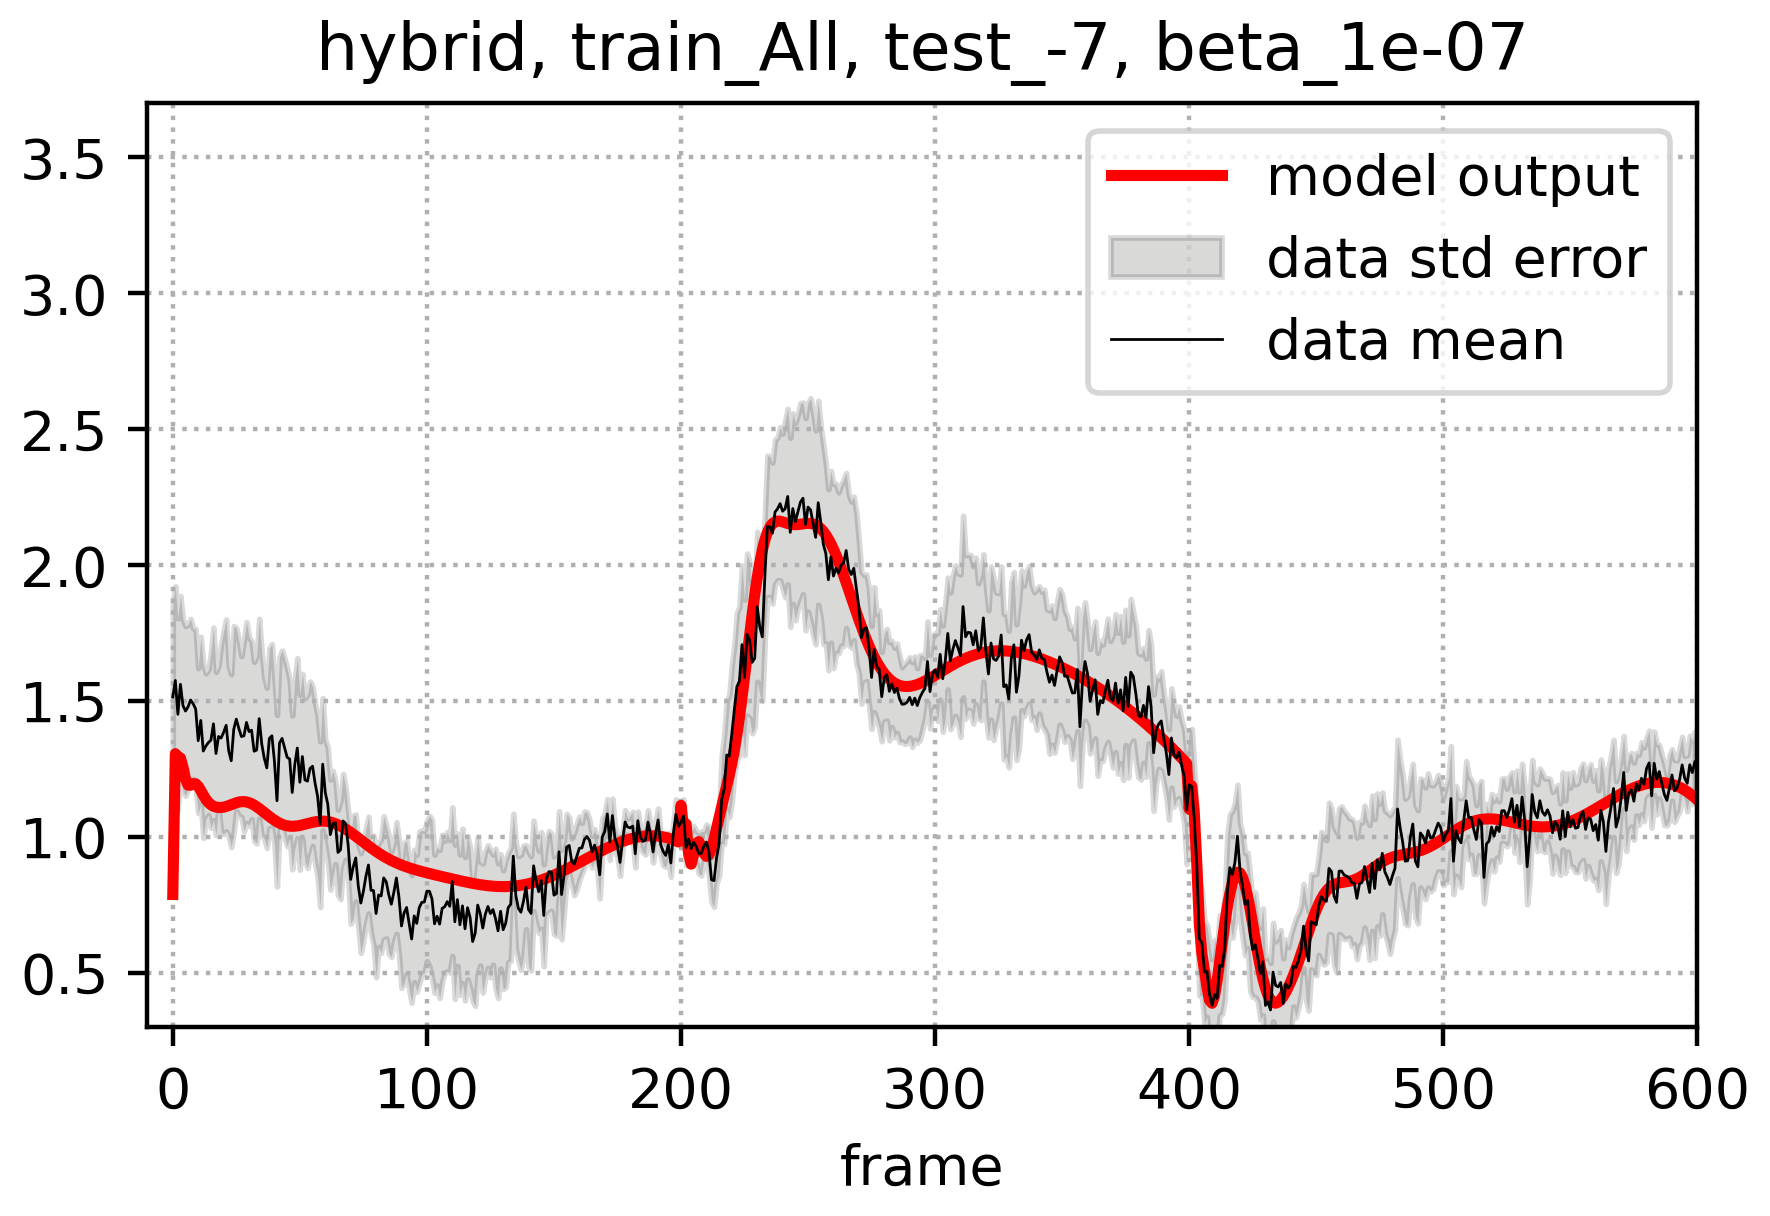 hybrid, train_All, test_-7, beta_1e-07
3.5
3.0
2.5
2.0
1.5
1.0
0.5
model output
data std error
data mean
0 100 200 300 400 500 600
frame